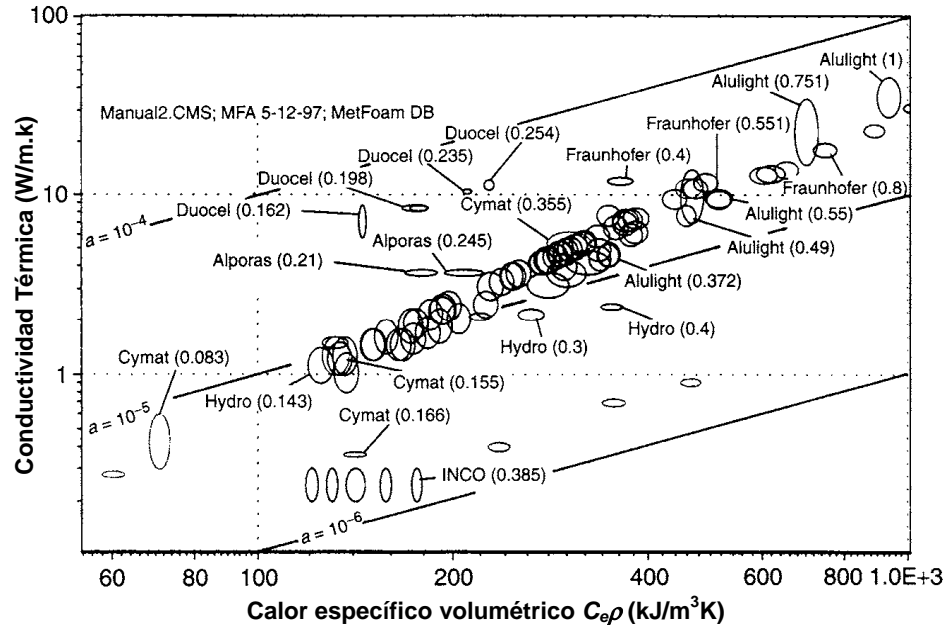 100
Alulight (1)
Alulight (0.751)
Manual2.CMS; MFA 5-12-97; MetFoam DB
Duocel (0.254)
Fraunhofer (0.551)
Duocel (0.235)
Fraunhofer (0.4)
Duocel (0.198)
Fraunhofer (0.8)
10
Cymat (0.355)
Duocel (0.162)
Alulight (0.55)
a = 10⁻⁴
Alporas (0.245)
Alulight (0.49)
Alporas (0.21)
Alulight (0.372)
Hydro (0.4)
Hydro (0.3)
Cymat (0.083)
1
Cymat (0.155)
Hydro (0.143)
a = 10⁻⁵
Cymat (0.166)
INCO (0.385)
a = 10⁻⁶
Conductividad Térmica (W/m.k)
60 80 100 200 400 600 800 1.0E+3
Calor específico volumétrico Cₑρ (kJ/m³K)